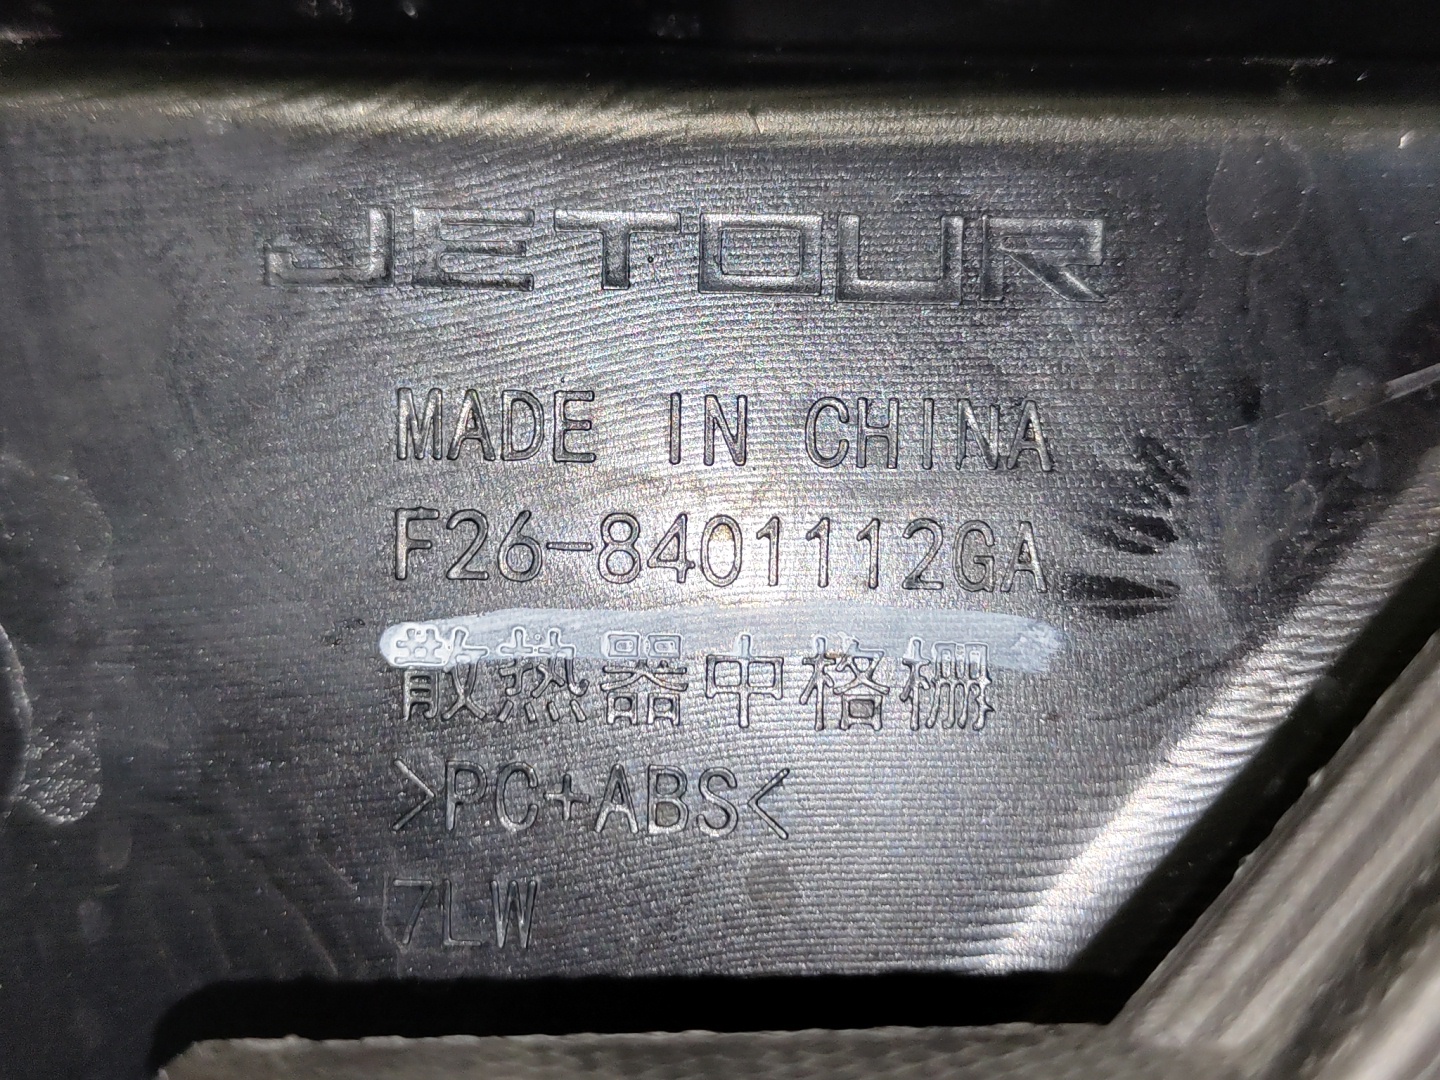 JETOUR
MADE IN CHINA
F26-8401112GA
散热器中格栅
>PC+ABS<
7LW